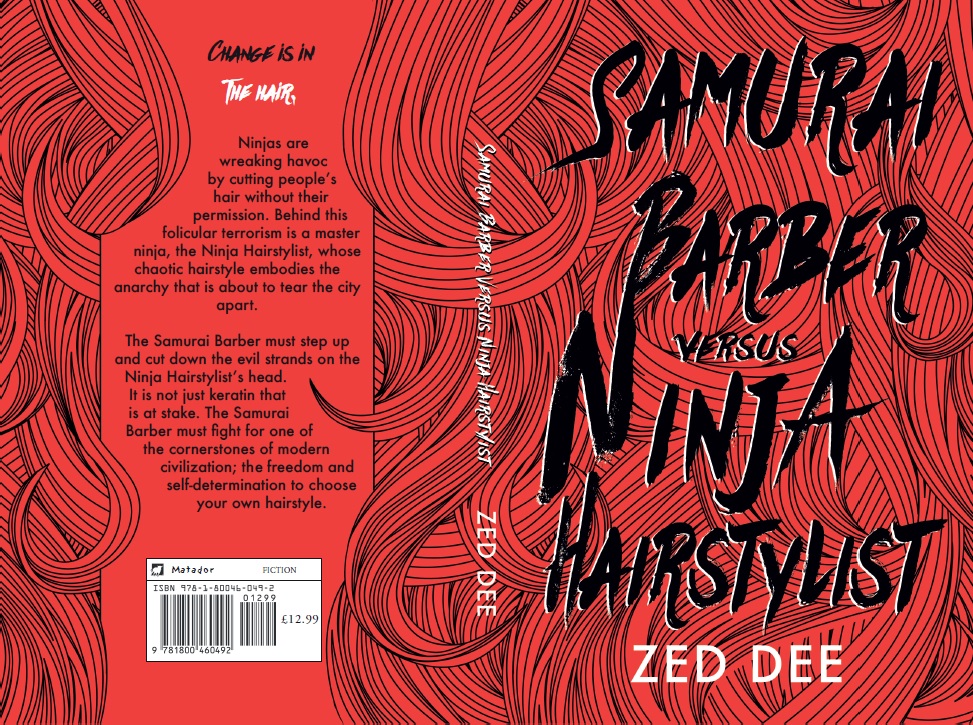 CHANGE IS IN
THE HAIR.
Ninjas are
wreaking havoc
by cutting people's
hair without their
permission. Behind this
folicular terrorism is a master
ninja, the Ninja Hairstylist, whose
chaotic hairstyle embodies the
anarchy that is about to tear the city
apart.
The Samurai Barber must step up
and cut down the evil strands on the
Ninja Hairstylist's head.
It is not just keratin that
is at stake. The Samurai
Barber must fight for one of
the cornerstones of modern
civilization; the freedom and
self-determination to choose
your own hairstyle.
Matador FICTION
ISBN 978-1-80046-049-2
01299
£12.99
9 781800 460492
SAMURAI BARBER VERSUS NINJA HAIRSTYLIST
ZED DEE
SAMURAI
BARBER
VERSUS
NINJA
HAIRSTYLIST
ZED DEE